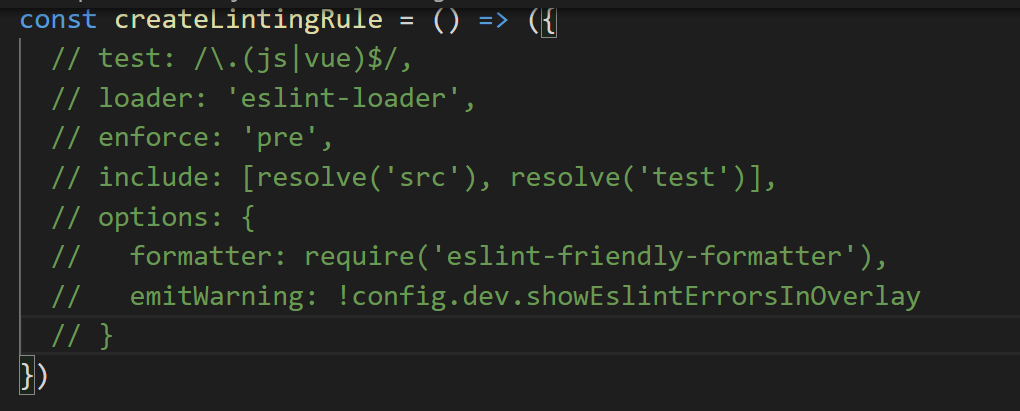 const createLintingRule = () => ({
  // test: /\.(js|vue)$/,
  // loader: 'eslint-loader',
  // enforce: 'pre',
  // include: [resolve('src'), resolve('test')],
  // options: {
  //   formatter: require('eslint-friendly-formatter'),
  //   emitWarning: !config.dev.showEslintErrorsInOverlay
  // }
})